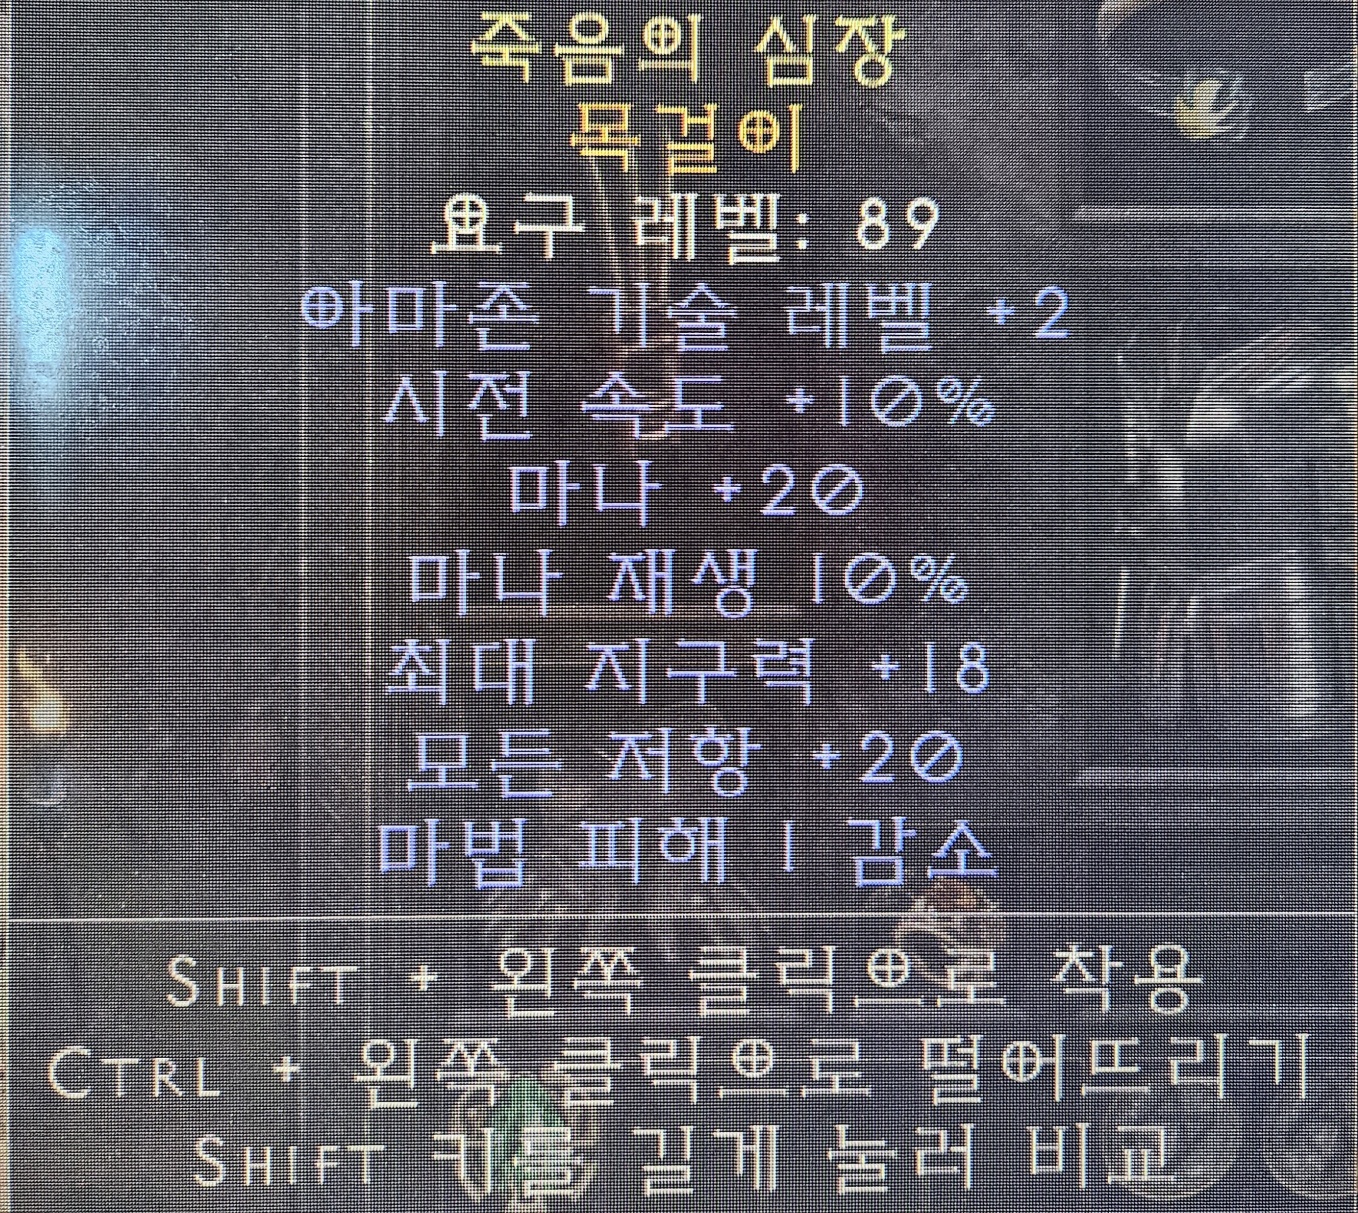 죽음의 심장
목걸이
요구 레벨: 89
아마존 기술 레벨 +2
시전 속도 +10%
마나 +20
마나 재생 10%
최대 지구력 +18
모든 저항 +20
마법 피해 1 감소
SHIFT + 왼쪽 클릭으로 착용
CTRL + 왼쪽 클릭으로 떨어뜨리기
SHIFT 키를 길게 눌러 비교